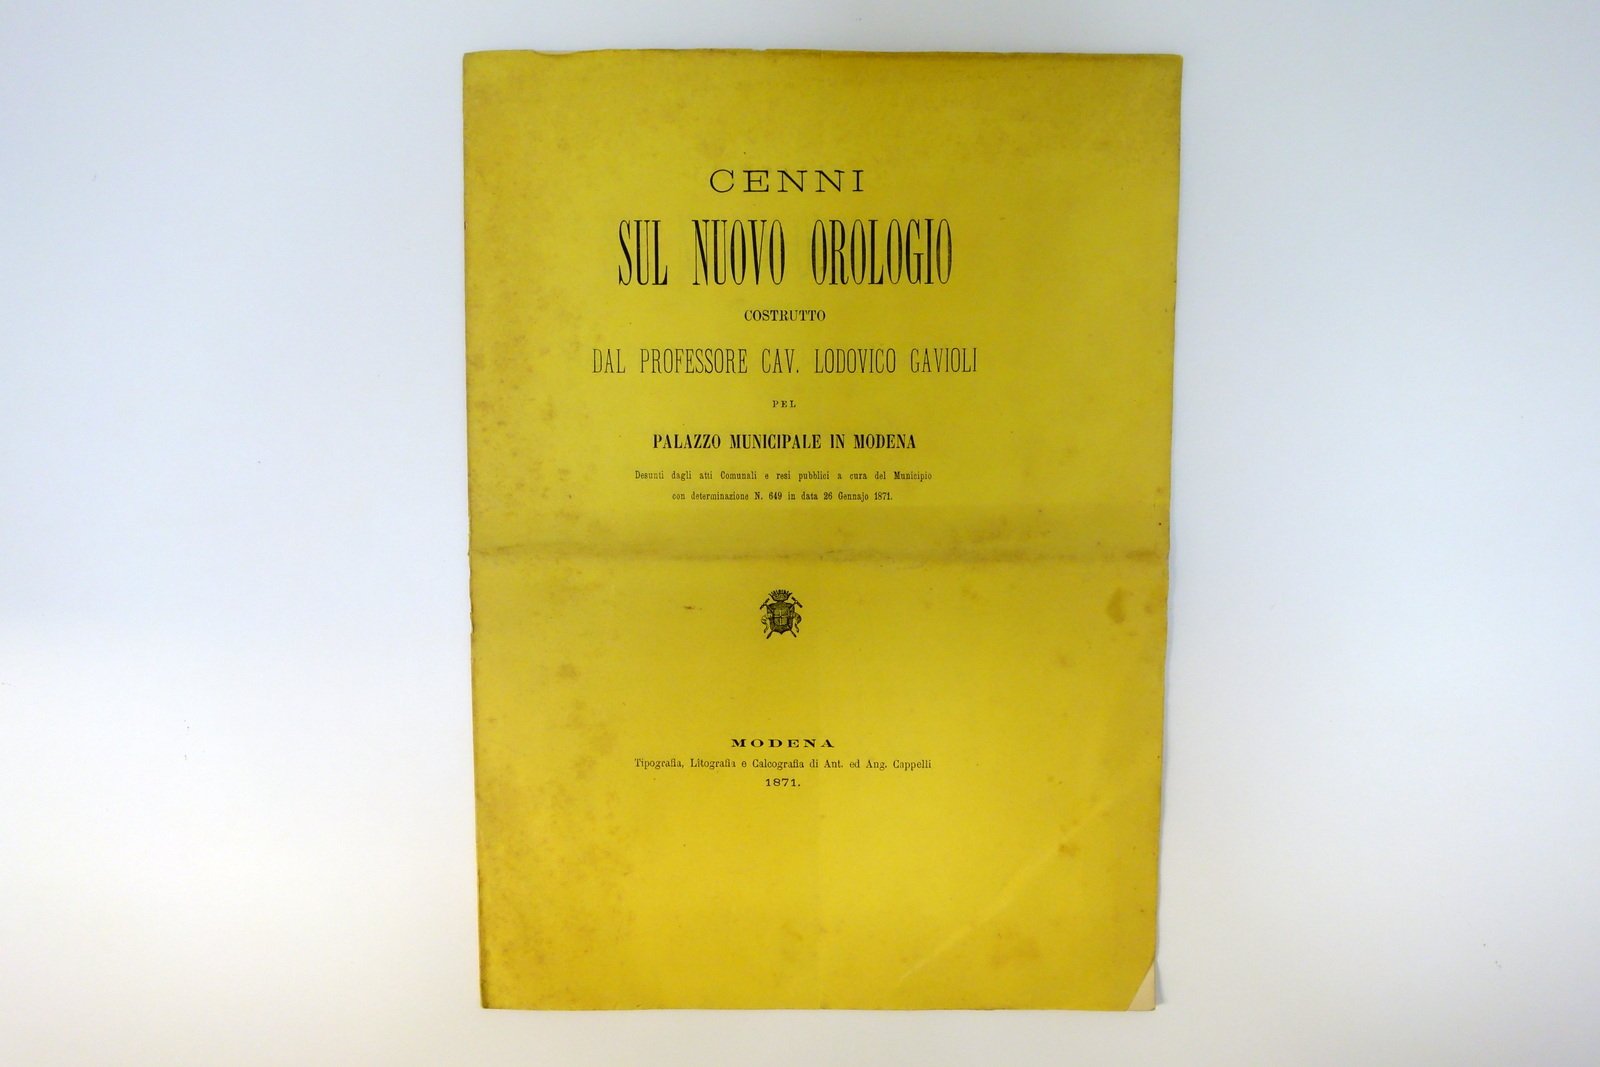 CENNI
SUL NUOVO OROLOGIO
COSTRUTTO
DAL PROFESSORE CAV. LODOVICO GAVIOLI
PEL
PALAZZO MUNICIPALE IN MODENA
Desunti dagli atti Comunali e resi pubblici a cura del Municipio
con determinazione N. 649 in data 26 Gennajo 1871.
MODENA
Tipografia, Litografia e Calcografia di Ant. ed Ang. Cappelli
1871.